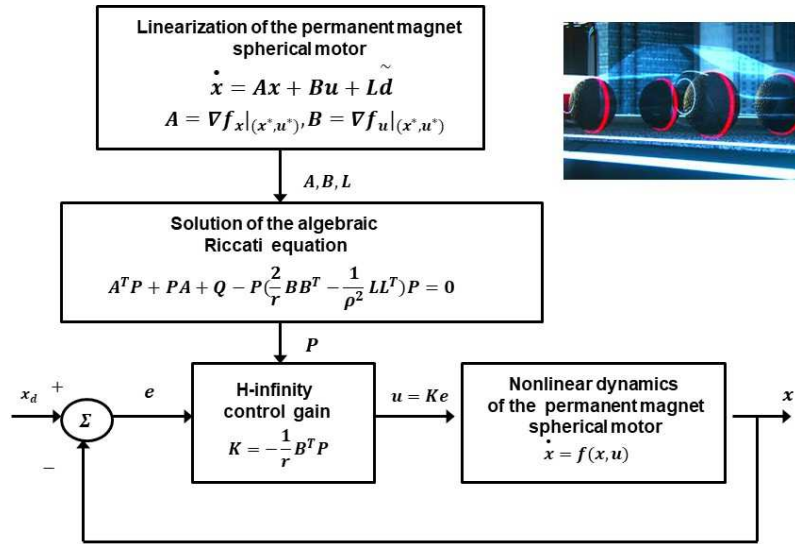 Linearization of the permanent magnet
spherical motor
ẋ = Ax + Bu + Ld̃
A = ∇f_x|_(x*,u*), B = ∇f_u|_(x*,u*)
A, B, L
Solution of the algebraic
Riccati equation
A^T P + PA + Q − P(2/r BB^T − 1/ρ^2 LL^T)P = 0
P
x_d
+
Σ
−
e
H-infinity
control gain
K = −1/r B^T P
u = Ke
Nonlinear dynamics
of the permanent magnet
spherical motor
ẋ = f(x, u)
x